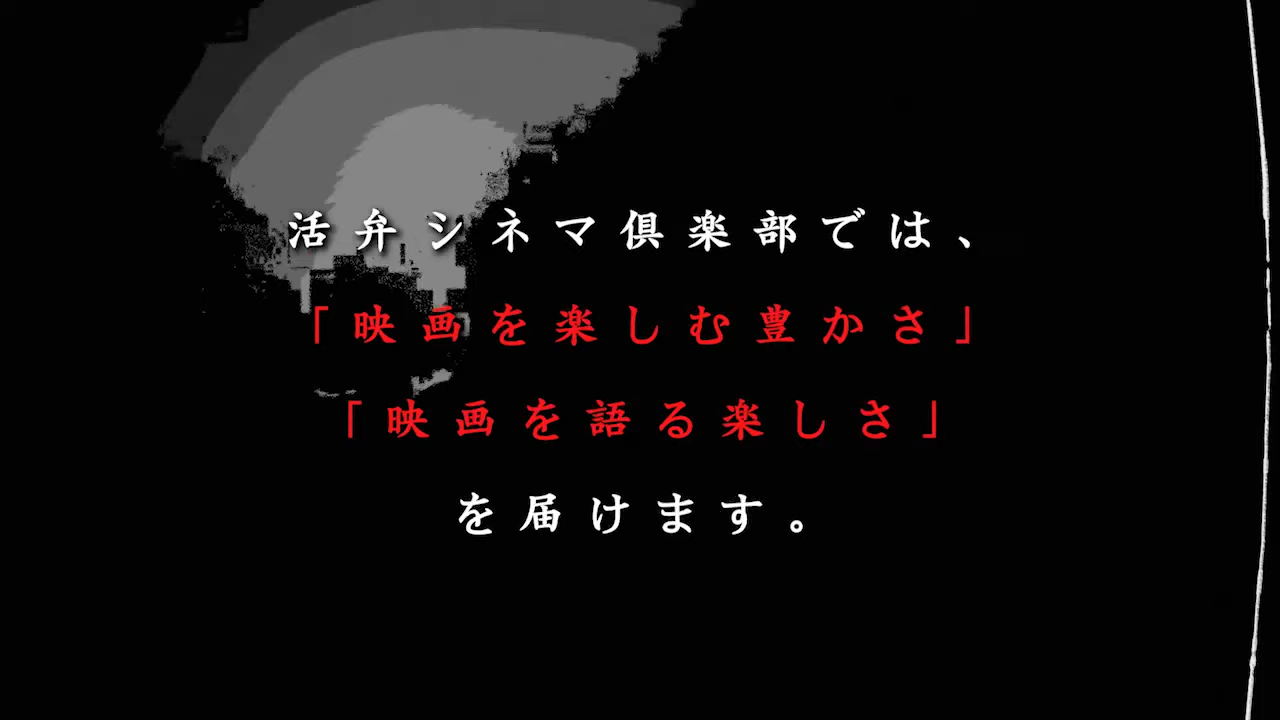 活弁シネマ倶楽部では、
「映画を楽しむ豊かさ」
「映画を語る楽しさ」
を届けます。